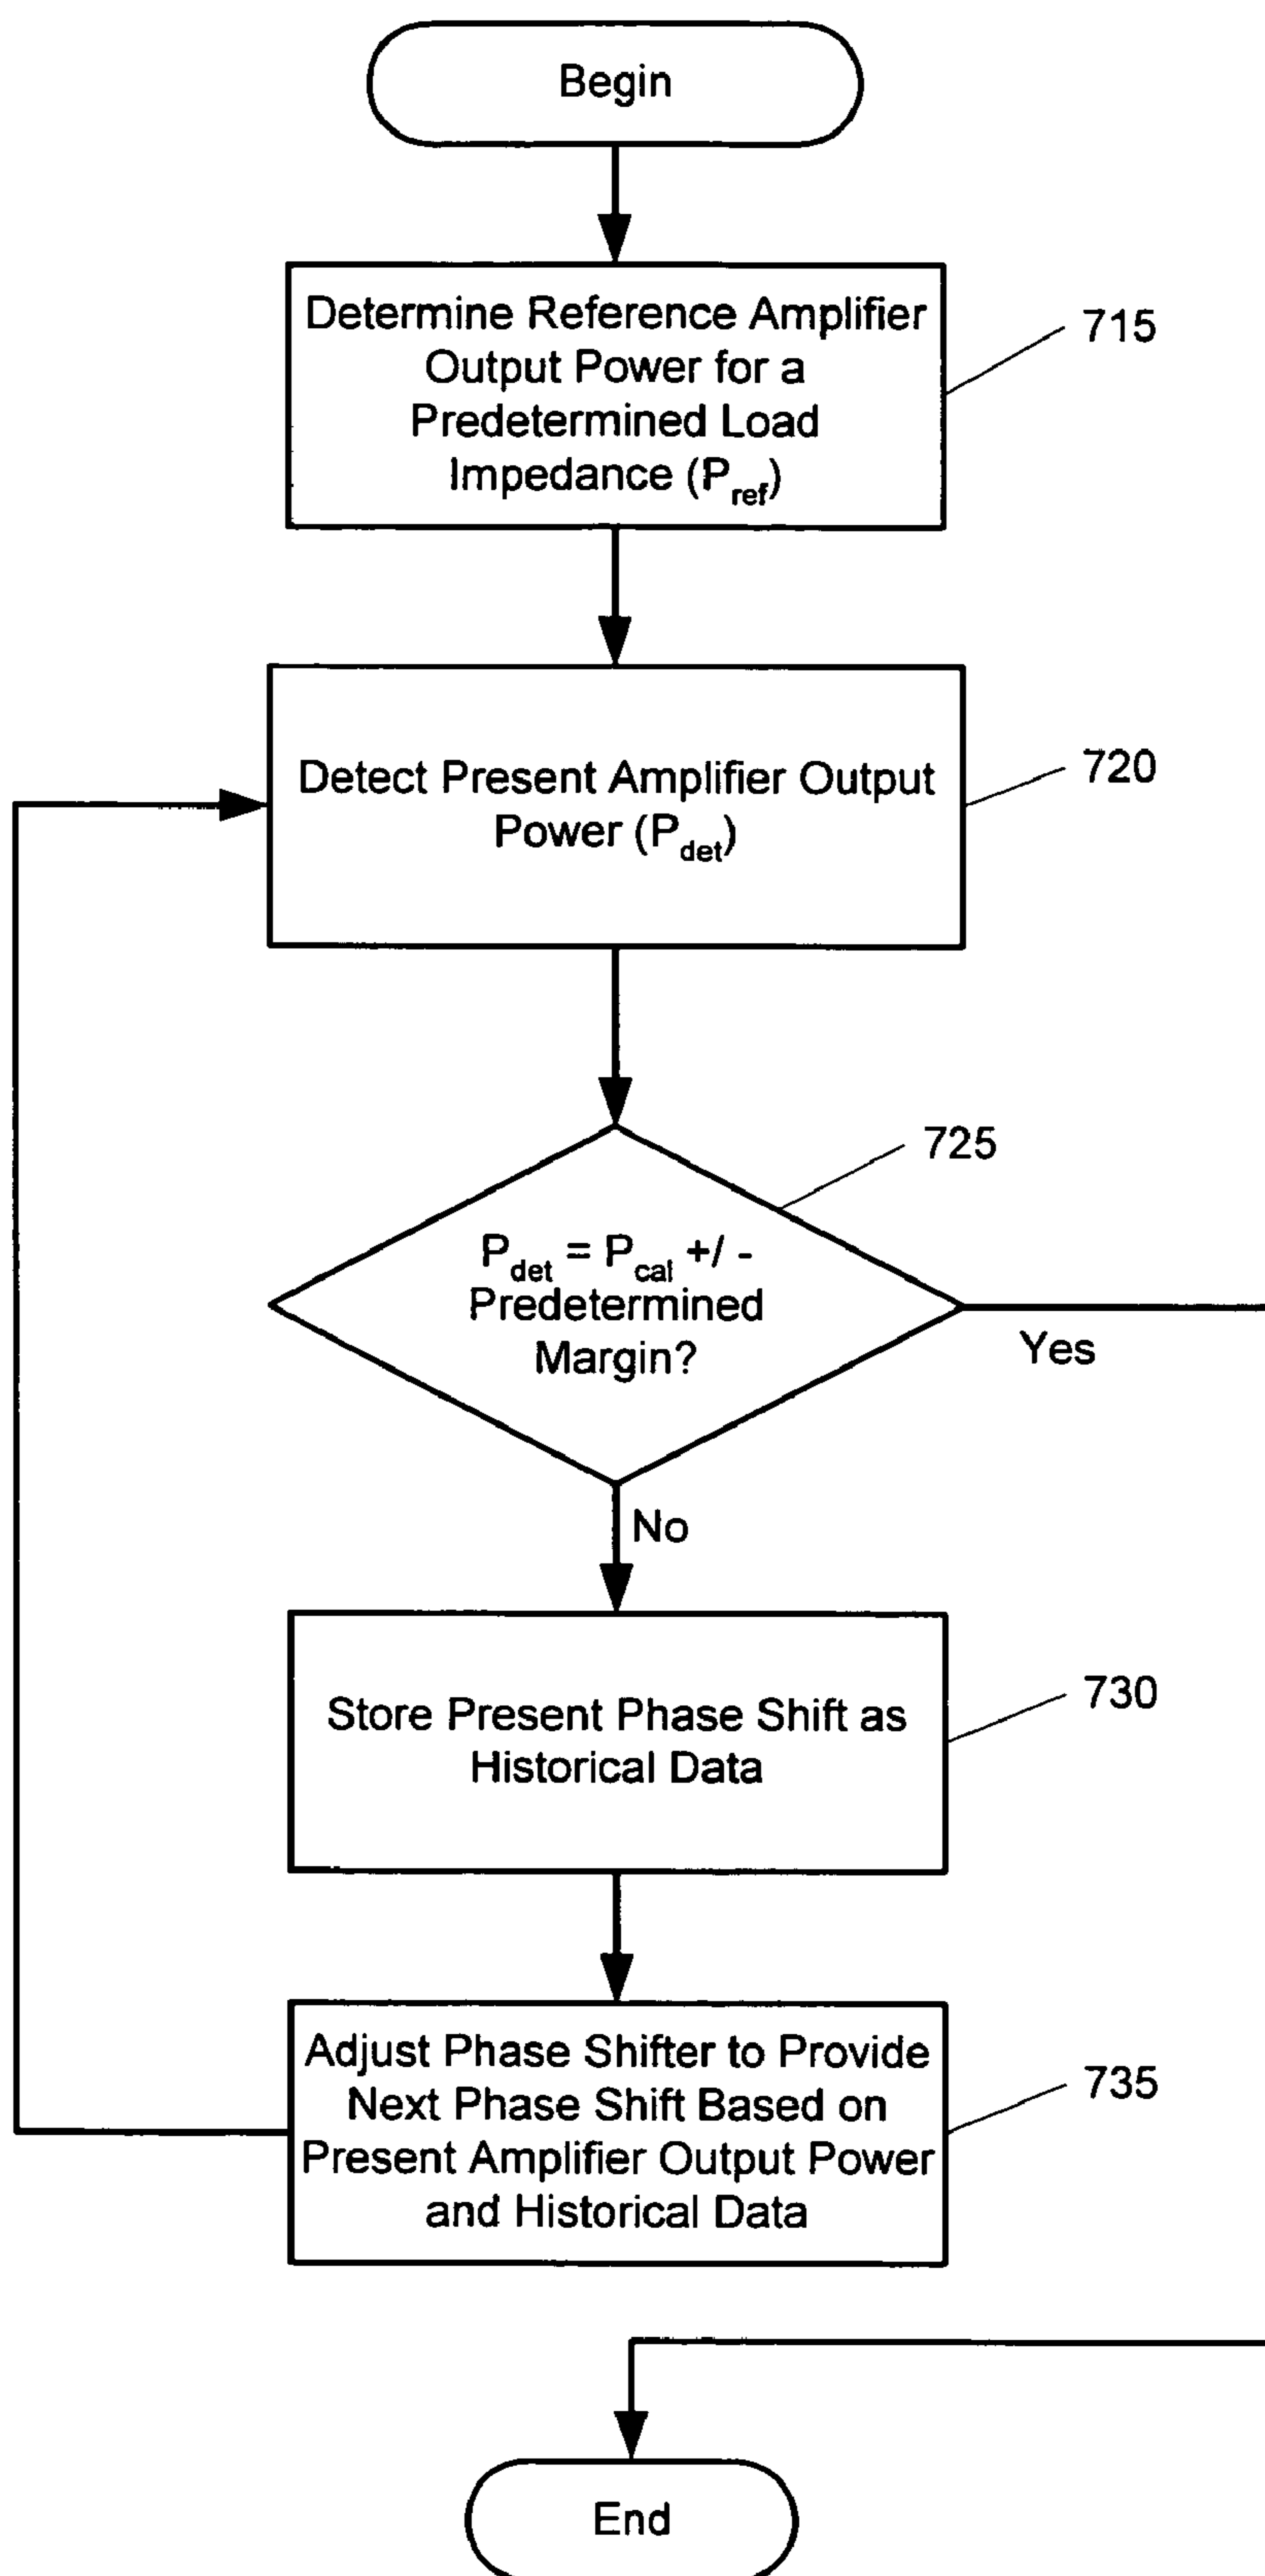 Begin
Determine Reference Amplifier
Output Power for a
Predetermined Load
Impedance (Pref)
715
Detect Present Amplifier Output
Power (Pdet)
720
725
Pdet = Pcal +/ -
Predetermined
Margin?
Yes
No
Store Present Phase Shift as
Historical Data
730
Adjust Phase Shifter to Provide
Next Phase Shift Based on
Present Amplifier Output Power
and Historical Data
735
End